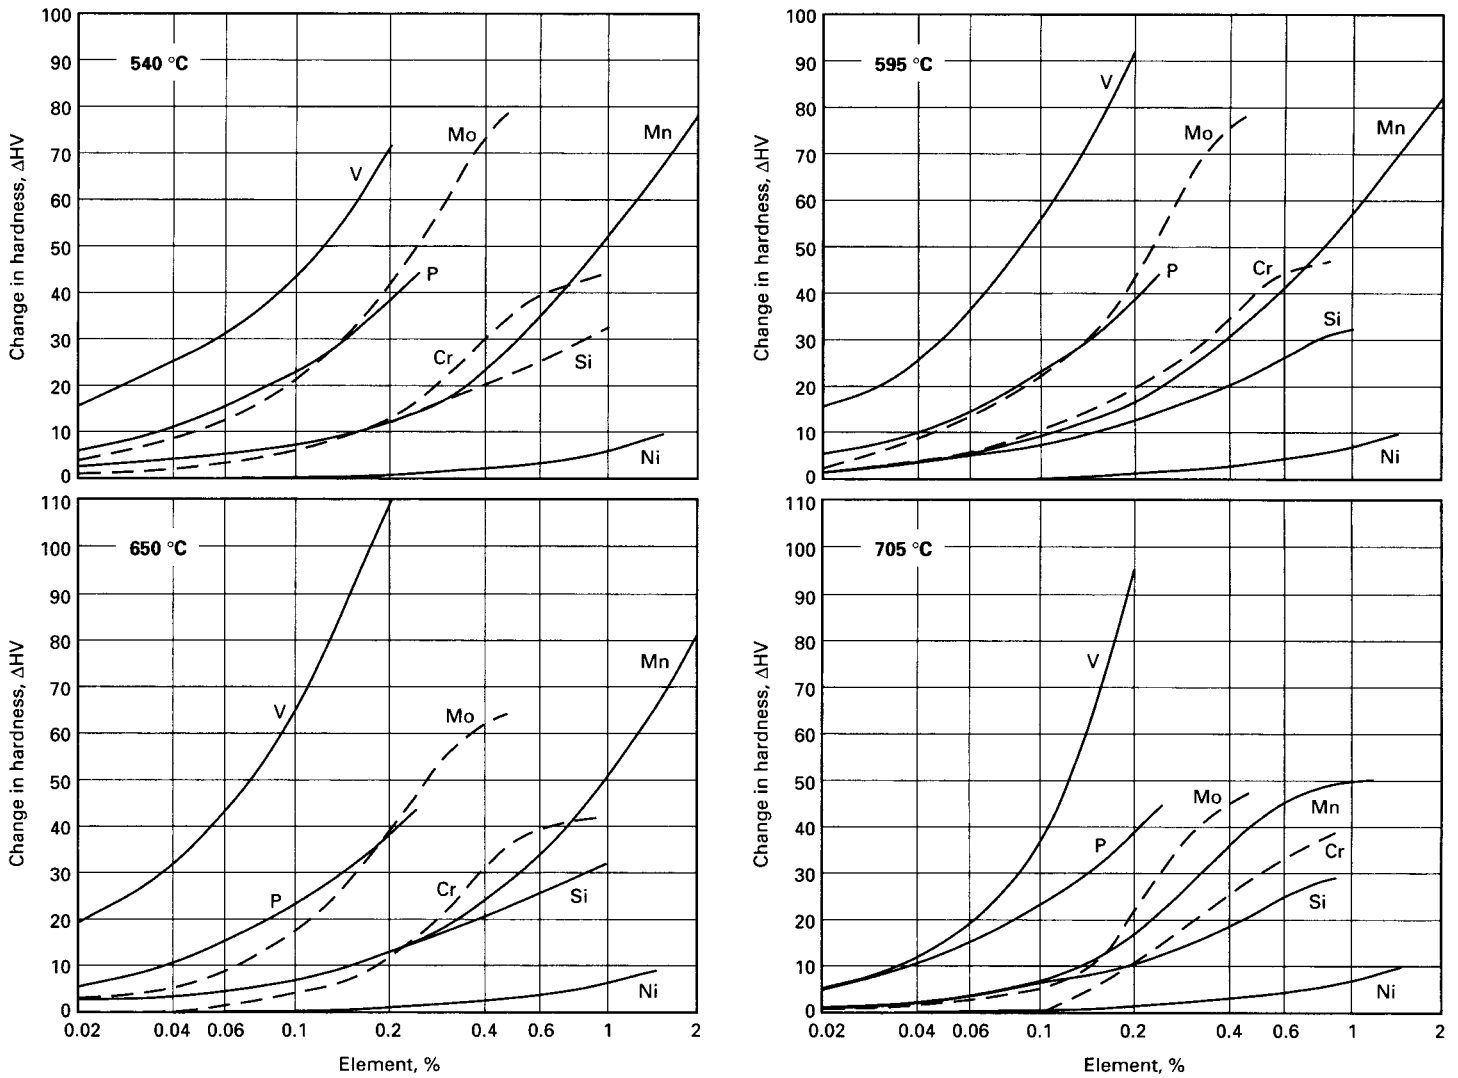 100
90
80
70
60
50
40
30
20
10
0
Change in hardness, ΔHV
540 °C
V
Mo
Mn
P
Cr
Si
Ni
100
90
80
70
60
50
40
30
20
10
0
Change in hardness, ΔHV
595 °C
V
Mo
Mn
P
Cr
Si
Ni
110
100
90
80
70
60
50
40
30
20
10
0
Change in hardness, ΔHV
650 °C
V
Mo
Mn
P
Cr
Si
Ni
0.02 0.04 0.06 0.1 0.2 0.4 0.6 1 2
Element, %
110
100
90
80
70
60
50
40
30
20
10
0
Change in hardness, ΔHV
705 °C
V
Mo
Mn
P
Cr
Si
Ni
0.02 0.04 0.06 0.1 0.2 0.4 0.6 1 2
Element, %